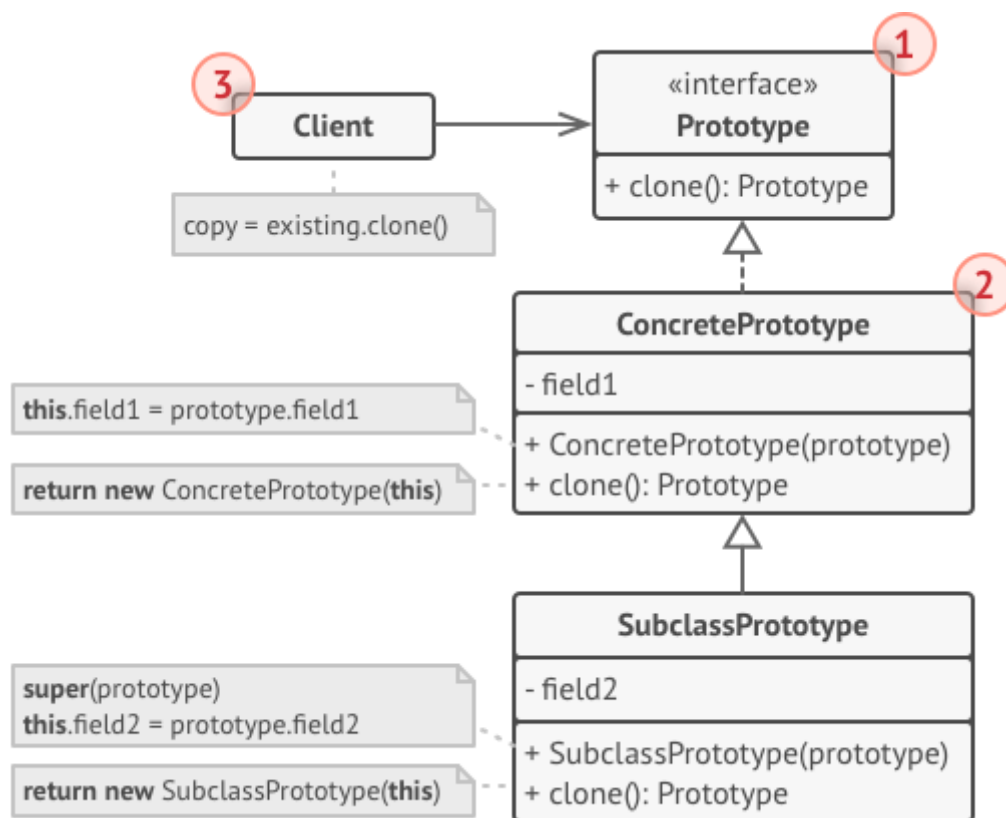 1
«interface»
Prototype
+ clone(): Prototype
3
Client
copy = existing.clone()
2
ConcretePrototype
- field1
+ ConcretePrototype(prototype)
+ clone(): Prototype
this.field1 = prototype.field1
return new ConcretePrototype(this)
SubclassPrototype
- field2
+ SubclassPrototype(prototype)
+ clone(): Prototype
super(prototype)
this.field2 = prototype.field2
return new SubclassPrototype(this)